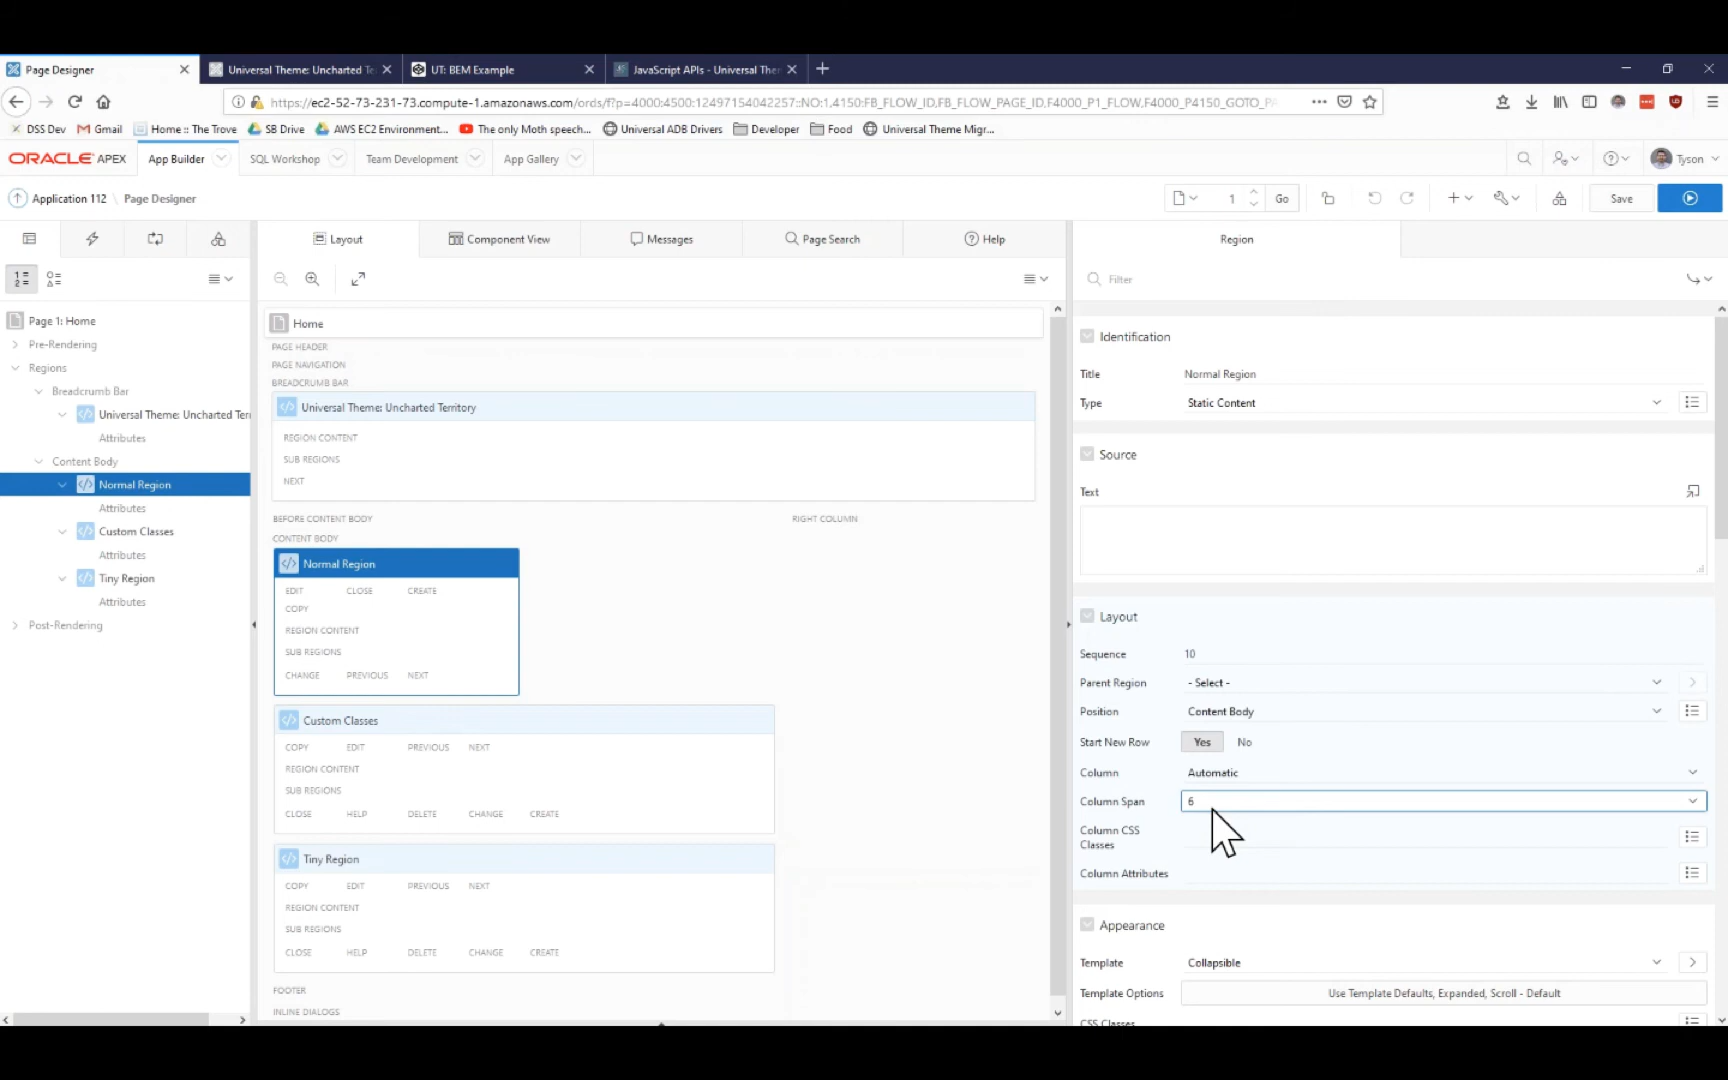 Page Designer
Universal Theme: Uncharted Te
UT: BEM Example
JavaScript APIs - Universal The
https://ec2-52-73-231-73.compute-1.amazonaws.com/ords/f?p=4000:4500:12497154042257::NO:1,4150:FB_FLOW_ID,FB_FLOW_PAGE_ID,F4000_P1_FLOW,F4000_P4150_GOTO_PA
DSS Dev
Gmail
Home :: The Trove
SB Drive
AWS EC2 Environment...
The only Moth speech...
Universal ADB Drivers
Developer
Food
Universal Theme Migr...
ORACLE APEX
App Builder
SQL Workshop
Team Development
App Gallery
Tyson
Application 112 \ Page Designer
1
Go
Save
Layout
Component View
Messages
Page Search
Help
Region
Filter
Page 1: Home
Pre-Rendering
Regions
Breadcrumb Bar
Universal Theme: Uncharted Ter
Attributes
Content Body
Normal Region
Attributes
Custom Classes
Attributes
Tiny Region
Attributes
Post-Rendering
Home
PAGE HEADER
PAGE NAVIGATION
BREADCRUMB BAR
Universal Theme: Uncharted Territory
REGION CONTENT
SUB REGIONS
NEXT
BEFORE CONTENT BODY
RIGHT COLUMN
CONTENT BODY
Normal Region
EDIT CLOSE CREATE
COPY
REGION CONTENT
SUB REGIONS
CHANGE PREVIOUS NEXT
Custom Classes
COPY EDIT PREVIOUS NEXT
REGION CONTENT
SUB REGIONS
CLOSE HELP DELETE CHANGE CREATE
Tiny Region
COPY EDIT PREVIOUS NEXT
REGION CONTENT
SUB REGIONS
CLOSE HELP DELETE CHANGE CREATE
FOOTER
INLINE DIALOGS
Identification
Title Normal Region
Type Static Content
Source
Text
Layout
Sequence 10
Parent Region - Select -
Position Content Body
Start New Row Yes No
Column Automatic
Column Span 6
Column CSS
Classes
Column Attributes
Appearance
Template Collapsible
Template Options Use Template Defaults, Expanded, Scroll - Default
CSS Classes